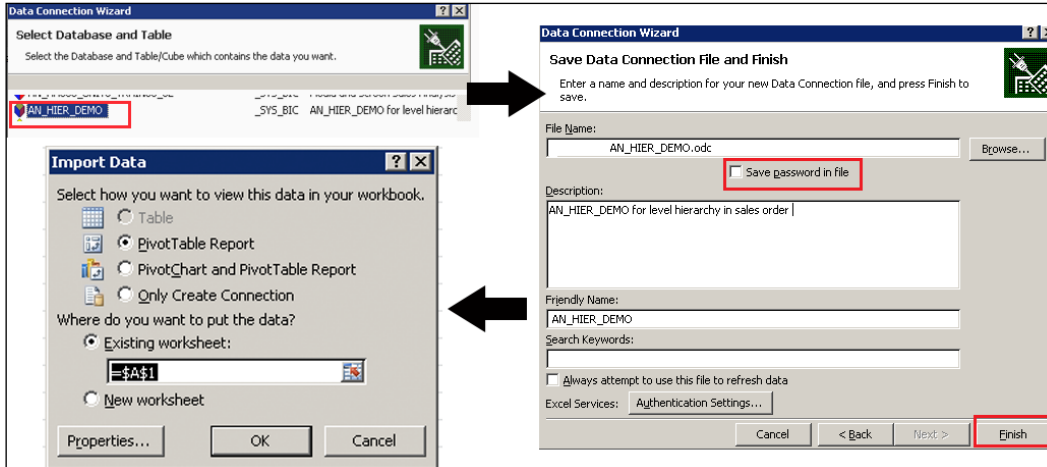 Data Connection Wizard
Select Database and Table
Select the Database and Table/Cube which contains the data you want.
_SYS_BIC
AN_HIER_DEMO _SYS_BIC AN_HIER_DEMO for level hierarc
Data Connection Wizard
Save Data Connection File and Finish
Enter a name and description for your new Data Connection file, and press Finish to
save.
File Name:
AN_HIER_DEMO.odc
Browse...
Save password in file
Description:
AN_HIER_DEMO for level hierarchy in sales order
Friendly Name:
AN_HIER_DEMO
Search Keywords:
Always attempt to use this file to refresh data
Excel Services: Authentication Settings...
Cancel < Back Next > Finish
Import Data
Select how you want to view this data in your workbook.
Table
PivotTable Report
PivotChart and PivotTable Report
Only Create Connection
Where do you want to put the data?
Existing worksheet:
=$A$1
New worksheet
Properties... OK Cancel